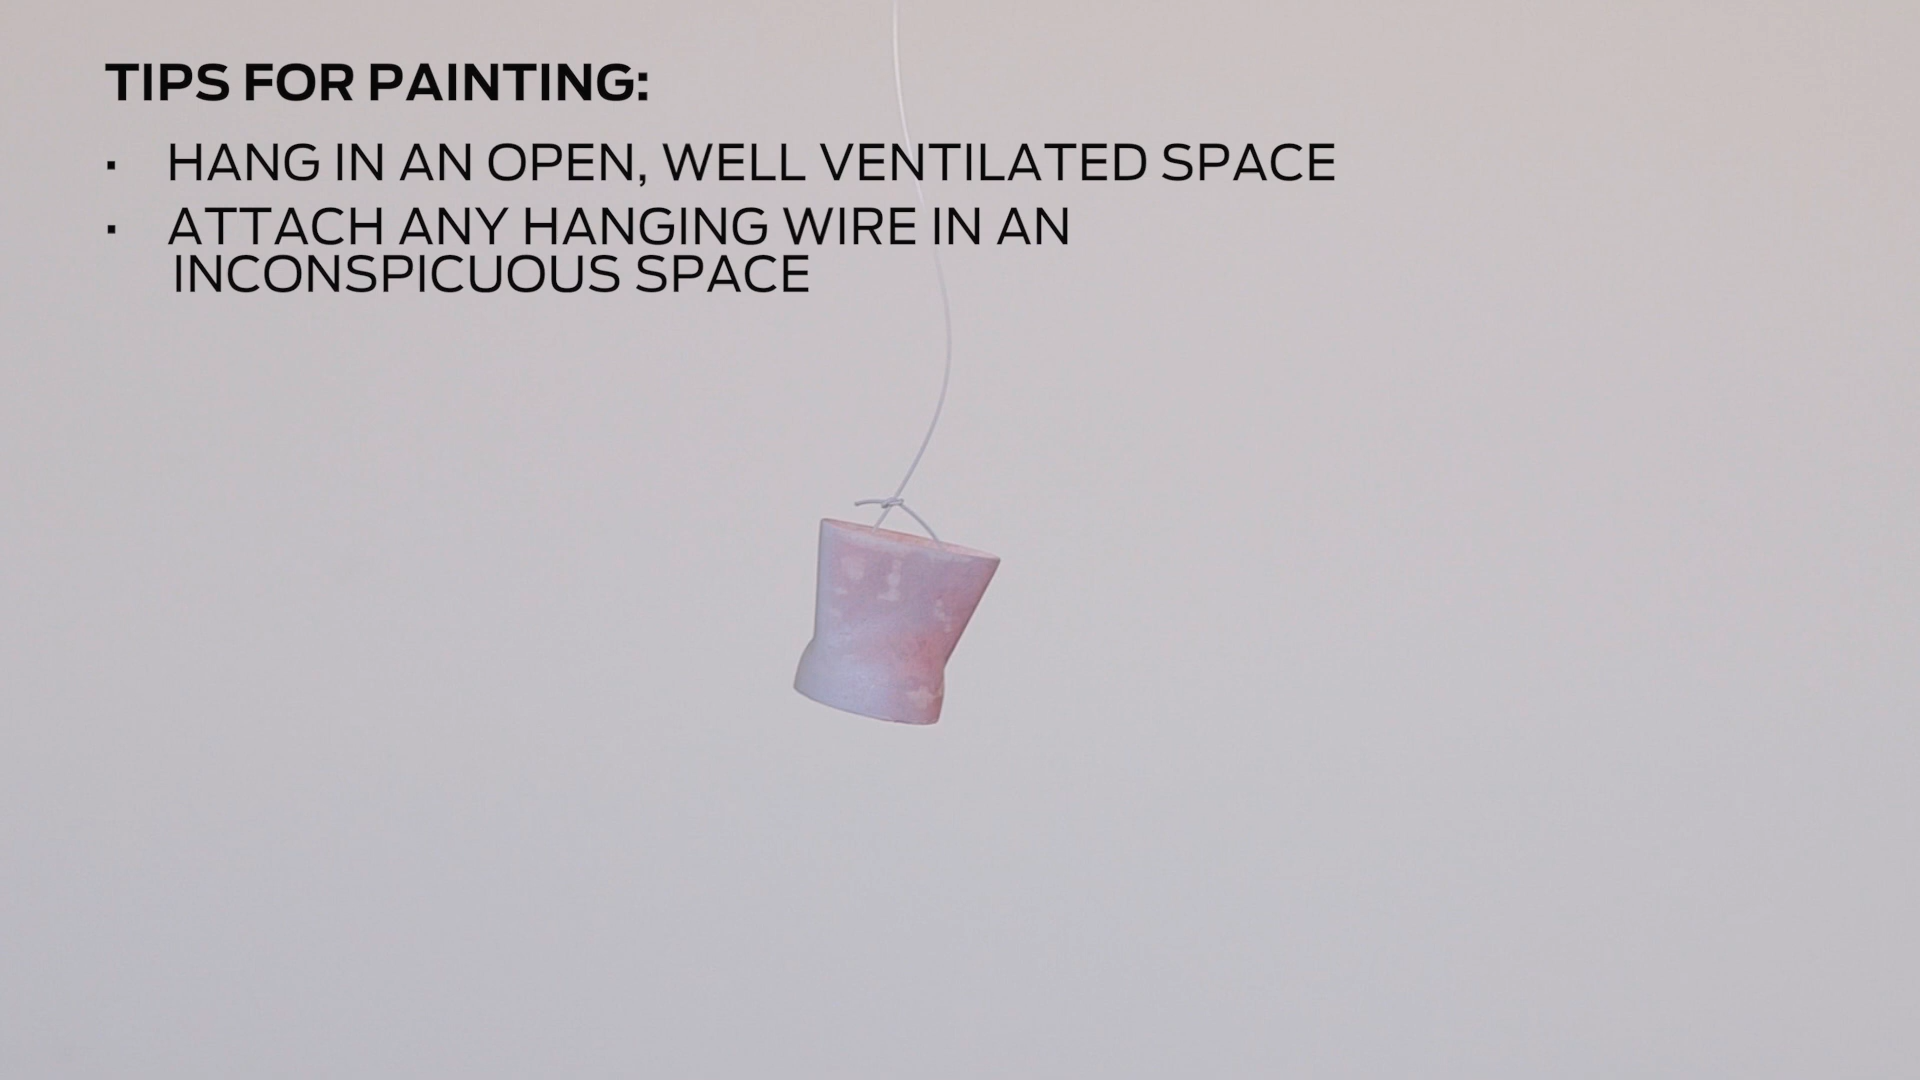 TIPS FOR PAINTING:
· HANG IN AN OPEN, WELL VENTILATED SPACE
· ATTACH ANY HANGING WIRE IN AN
INCONSPICUOUS SPACE